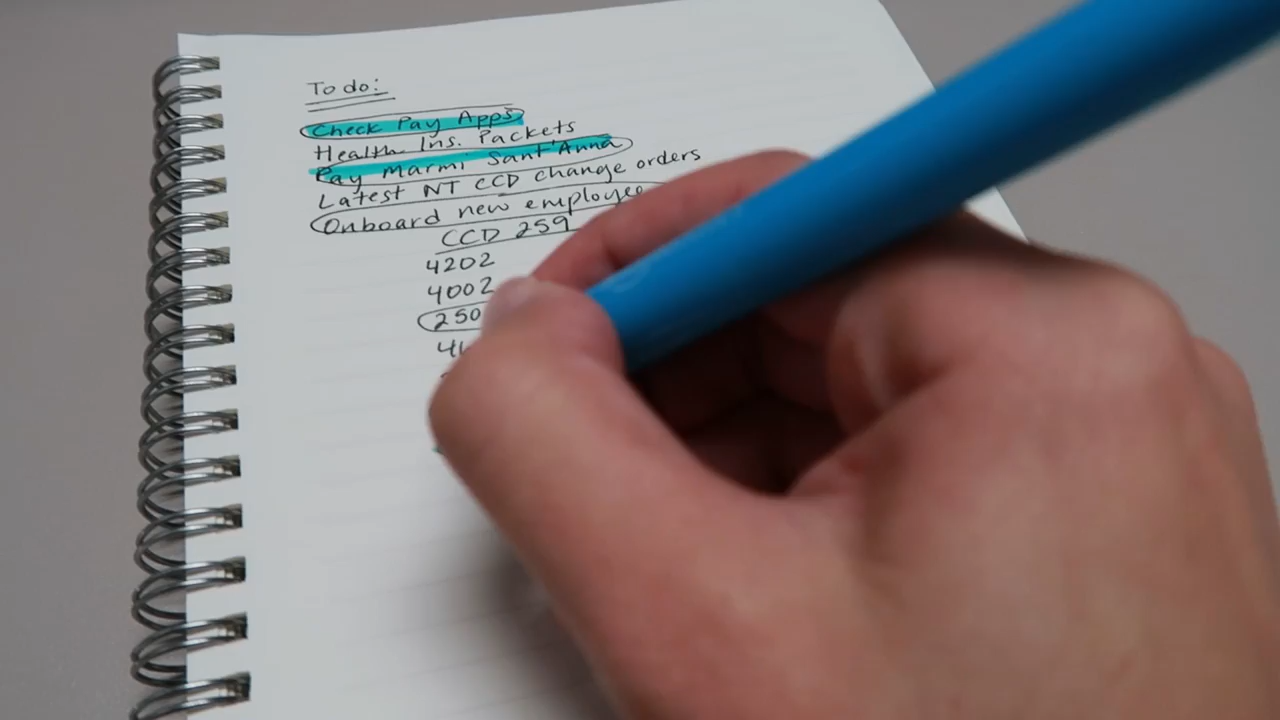 To do:
Check Pay Apps
Health Ins. Packets
Pay Marmi Sant'Anna
Latest NT CCD change orders
Onboard new employee
CCD 259
4202
4002
250